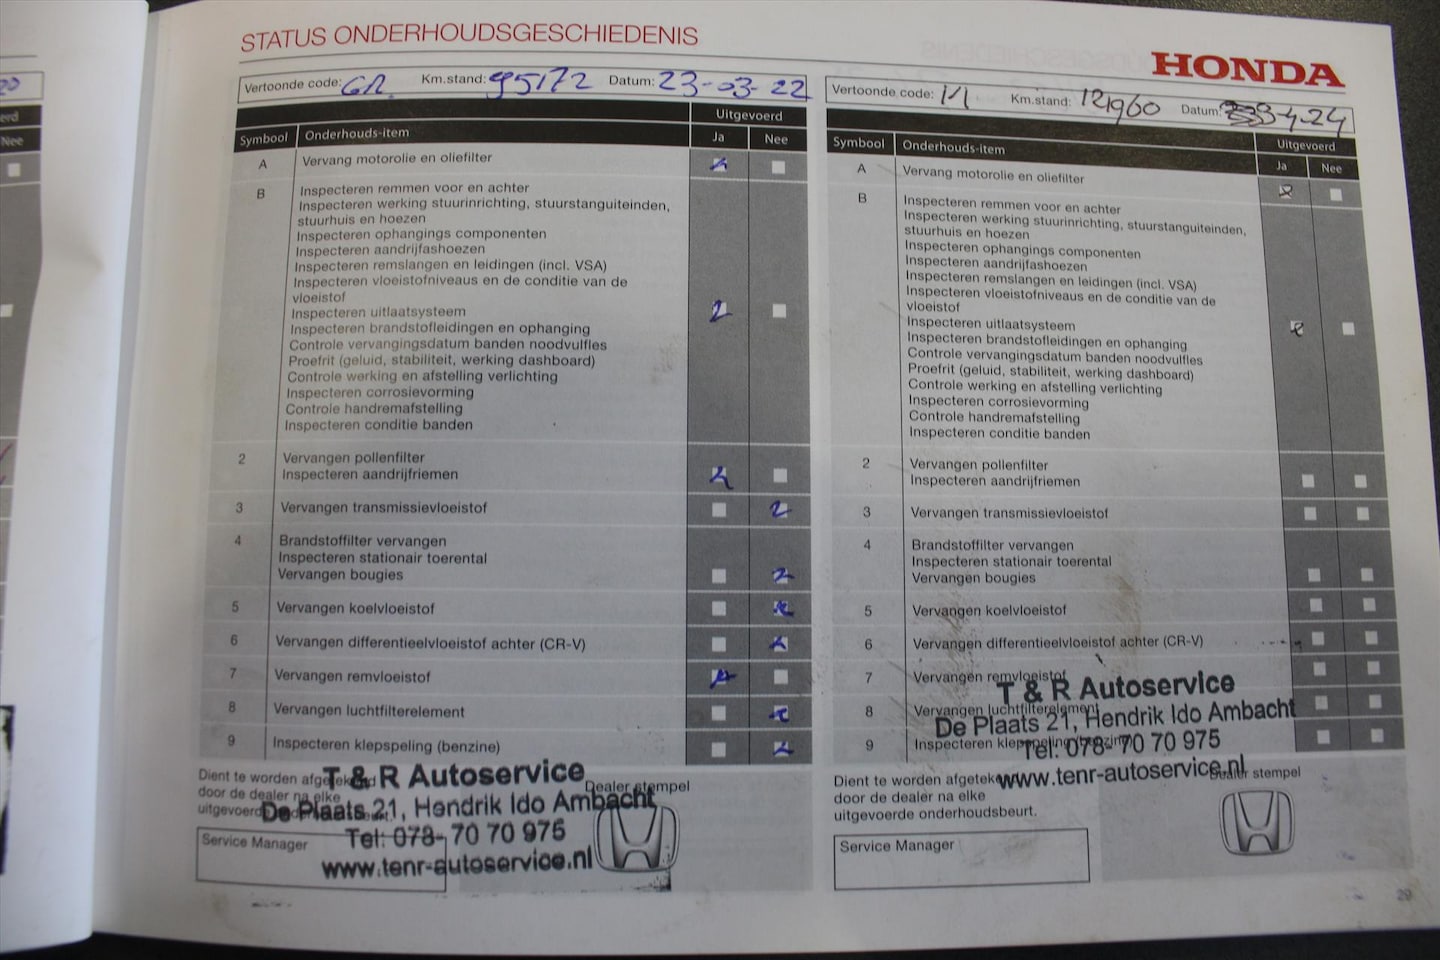 STATUS ONDERHOUDSGESCHIEDENIS
HONDA
Vertoonde code: GR Km.stand: 95172 Datum: 23-03-22
Uitgevoerd
Symbool Onderhouds-item Ja Nee
A Vervang motorolie en oliefilter
B Inspecteren remmen voor en achter
Inspecteren werking stuurinrichting, stuurstanguiteinden,
stuurhuis en hoezen
Inspecteren ophangings componenten
Inspecteren aandrijfashoezen
Inspecteren remslangen en leidingen (incl. VSA)
Inspecteren vloeistofniveaus en de conditie van de
vloeistof
Inspecteren uitlaatsysteem
Inspecteren brandstofleidingen en ophanging
Controle vervangingsdatum banden noodvulfles
Proefrit (geluid, stabiliteit, werking dashboard)
Controle werking en afstelling verlichting
Inspecteren corrosievorming
Controle handremafstelling
Inspecteren conditie banden
2 Vervangen pollenfilter
Inspecteren aandrijfriemen
3 Vervangen transmissievloeistof
4 Brandstoffilter vervangen
Inspecteren stationair toerental
Vervangen bougies
5 Vervangen koelvloeistof
6 Vervangen differentieelvloeistof achter (CR-V)
7 Vervangen remvloeistof
8 Vervangen luchtfilterelement
9 Inspecteren klepspeling (benzine)
Dient te worden
door de dealer na elke
uitgevoerde
Dealer stempel
T & R Autoservice
De Plaats 21, Hendrik Ido Ambacht
Tel: 078- 70 70 975
www.tenr-autoservice.nl
Service Manager
Vertoonde code: Km.stand: 121960 Datum: 4-24
Uitgevoerd
Symbool Onderhouds-item Ja Nee
A Vervang motorolie en oliefilter
B Inspecteren remmen voor en achter
Inspecteren werking stuurinrichting, stuurstanguiteinden,
stuurhuis en hoezen
Inspecteren ophangings componenten
Inspecteren aandrijfashoezen
Inspecteren remslangen en leidingen (incl. VSA)
Inspecteren vloeistofniveaus en de conditie van de
vloeistof
Inspecteren uitlaatsysteem
Inspecteren brandstofleidingen en ophanging
Controle vervangingsdatum banden noodvulfles
Proefrit (geluid, stabiliteit, werking dashboard)
Controle werking en afstelling verlichting
Inspecteren corrosievorming
Controle handremafstelling
Inspecteren conditie banden
2 Vervangen pollenfilter
Inspecteren aandrijfriemen
3 Vervangen transmissievloeistof
4 Brandstoffilter vervangen
Inspecteren stationair toerental
Vervangen bougies
5 Vervangen koelvloeistof
6 Vervangen differentieelvloeistof achter (CR-V)
7 Vervangen remvloeistof
8 Vervangen luchtfilterelement
9 Inspecteren klepspeling (benzine)
T & R Autoservice
De Plaats 21, Hendrik Ido Ambacht
Tel: 078- 70 70 975
www.tenr-autoservice.nl
Dient te worden
door de dealer na elke
uitgevoerde onderhoudsbeurt.
Dealer stempel
Service Manager
29